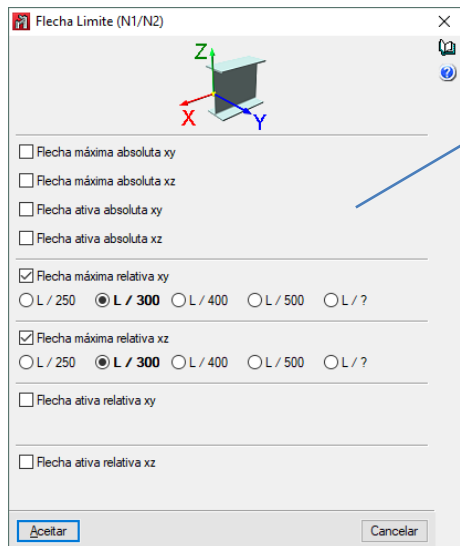 Flecha Limite (N1/N2)
Z
X
Y
Flecha máxima absoluta xy
Flecha máxima absoluta xz
Flecha ativa absoluta xy
Flecha ativa absoluta xz
Flecha máxima relativa xy
L / 250 L / 300 L / 400 L / 500 L / ?
Flecha máxima relativa xz
L / 250 L / 300 L / 400 L / 500 L / ?
Flecha ativa relativa xy
Flecha ativa relativa xz
Aceitar Cancelar